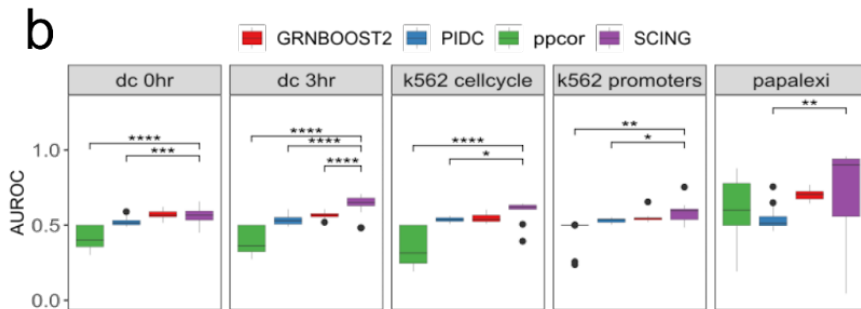 b
GRNBOOST2 PIDC ppcor SCING
dc 0hr dc 3hr k562 cellcycle k562 promoters papalexi
AUROC
1.0
0.5
0.0
**** *** **** **** **** **** * ** * **